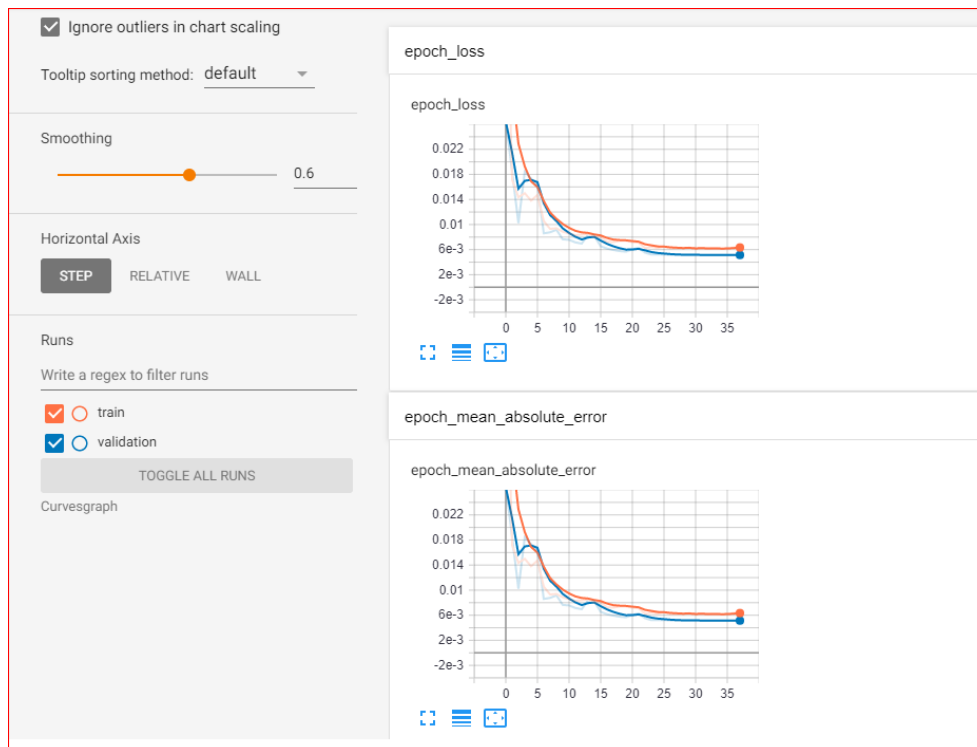 Ignore outliers in chart scaling
Tooltip sorting method: default
Smoothing
0.6
Horizontal Axis
STEP RELATIVE WALL
Runs
Write a regex to filter runs
train
validation
TOGGLE ALL RUNS
Curvesgraph
epoch_loss
epoch_loss
0.022
0.018
0.014
0.01
6e-3
2e-3
-2e-3
0 5 10 15 20 25 30 35
epoch_mean_absolute_error
epoch_mean_absolute_error
0.022
0.018
0.014
0.01
6e-3
2e-3
-2e-3
0 5 10 15 20 25 30 35